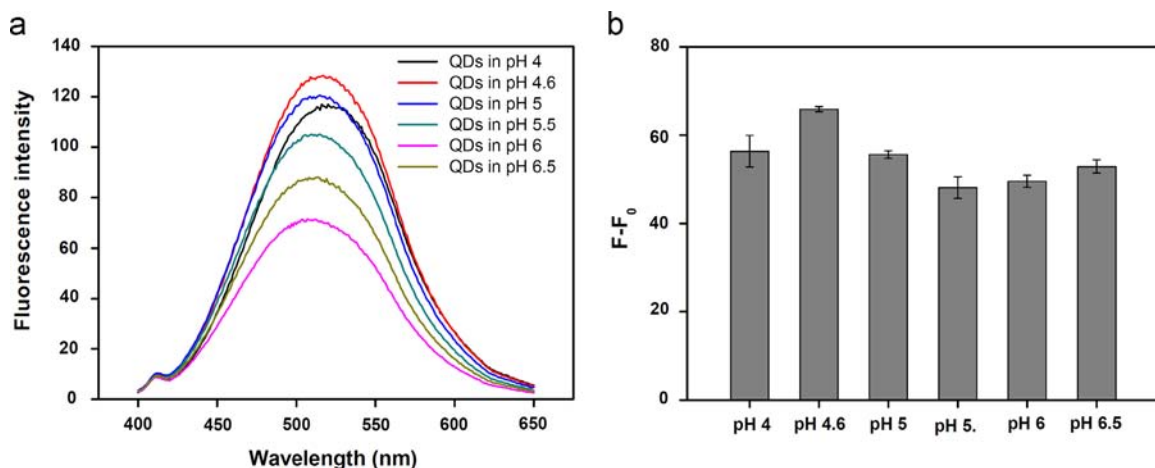 a
Fluorescence intensity
140
120
100
80
60
40
20
0
400 450 500 550 600 650
Wavelength (nm)
QDs in pH 4
QDs in pH 4.6
QDs in pH 5
QDs in pH 5.5
QDs in pH 6
QDs in pH 6.5
b
F-F0
80
60
40
20
0
pH 4 pH 4.6 pH 5 pH 5. pH 6 pH 6.5